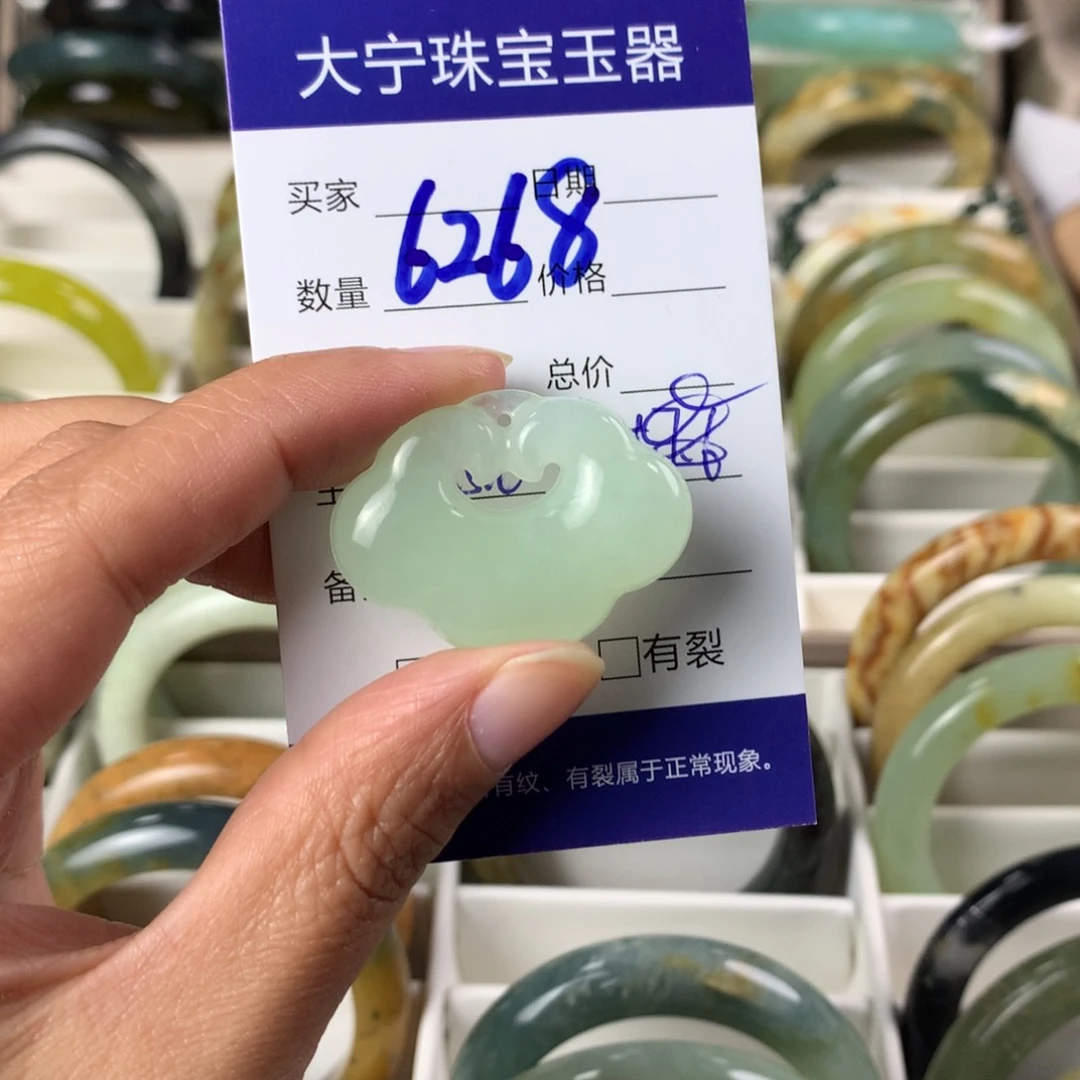 大宁珠宝玉器
买家 日期
6268
数量 价格
总价
备
有裂
有纹、有裂属于正常现象。